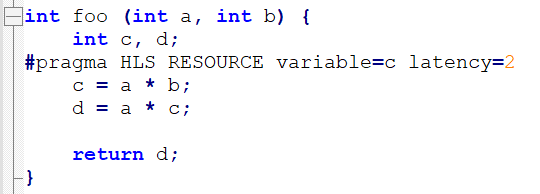 int foo (int a, int b) {
    int c, d;
#pragma HLS RESOURCE variable=c latency=2
    c = a * b;
    d = a * c;

    return d;
}